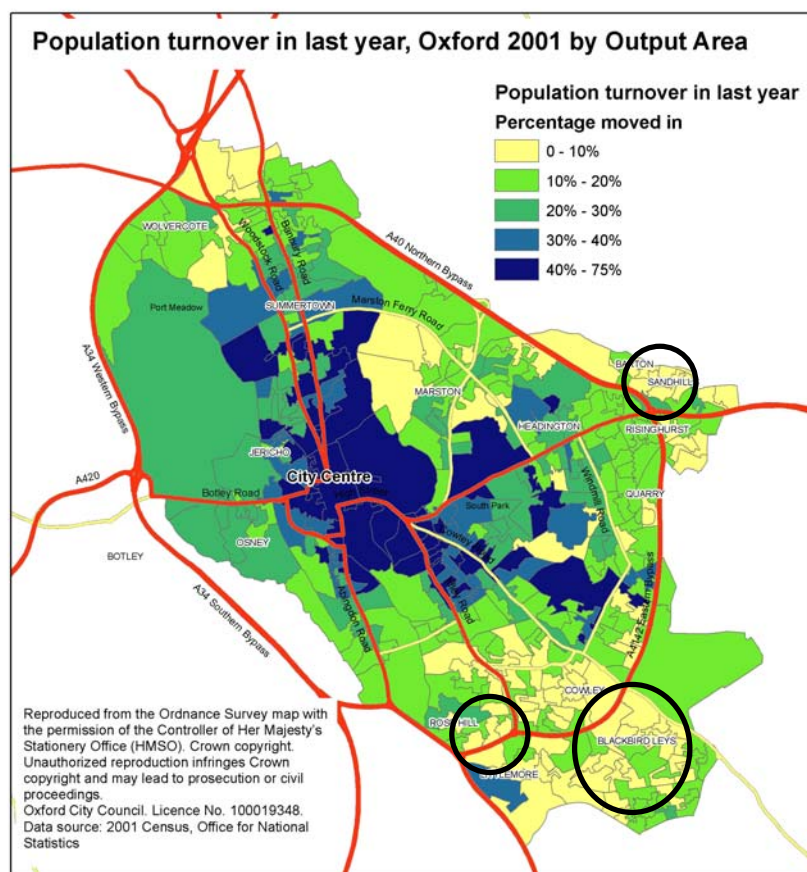 Population turnover in last year, Oxford 2001 by Output Area
Population turnover in last year
Percentage moved in
0 - 10%
10% - 20%
20% - 30%
30% - 40%
40% - 75%
WOLVERCOTE
Woodstock Road
Banbury Road
A40 Northern Bypass
Port Meadow
SUMMERTOWN
Marston Ferry Road
A34 Western Bypass
BARTON
SANDHILLS
MARSTON
HEADINGTON
RISINGHURST
JERICHO
City Centre
A420
Botley Road
Windmill Road
QUARRY
South Park
Cowley Road
OSNEY
BOTLEY
Abingdon Road
A4142 Eastern Bypass
A34 Southern Bypass
COWLEY
ROSE HILL
BLACKBIRD LEYS
LITTLEMORE
Reproduced from the Ordnance Survey map with
the permission of the Controller of Her Majesty's
Stationery Office (HMSO). Crown copyright.
Unauthorized reproduction infringes Crown
copyright and may lead to prosecution or civil
proceedings.
Oxford City Council. Licence No. 100019348.
Data source: 2001 Census, Office for National
Statistics